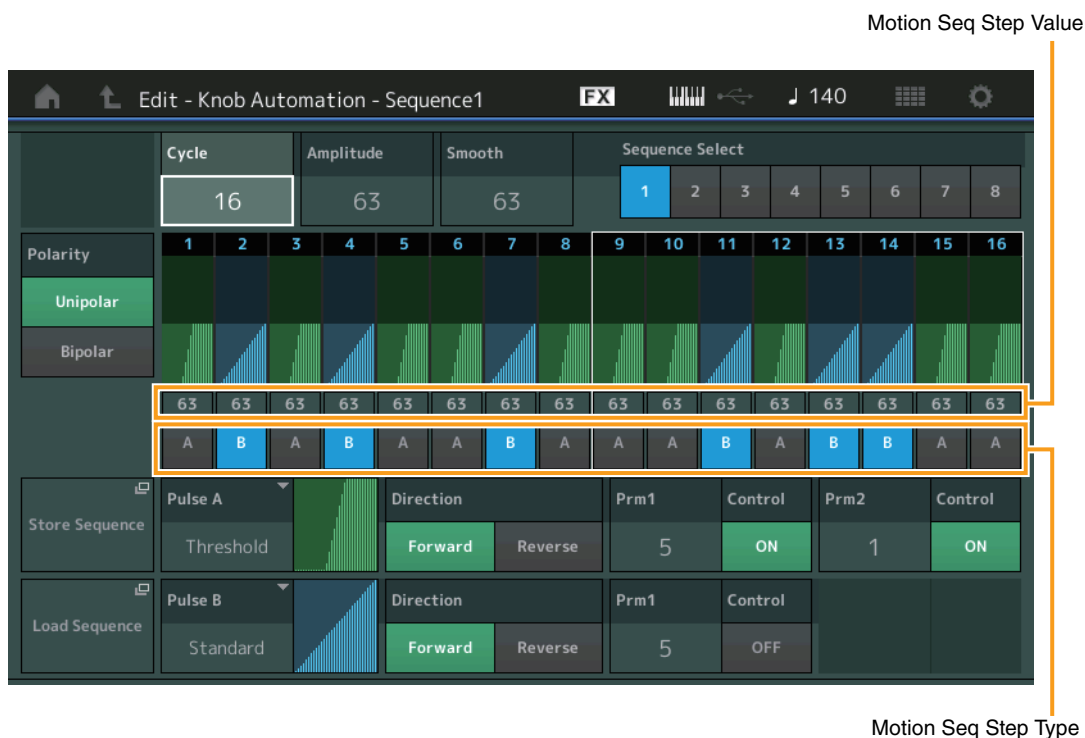 Motion Seq Step Value
Edit - Knob Automation - Sequence1 FX 140
Cycle Amplitude Smooth Sequence Select
16 63 63 1 2 3 4 5 6 7 8
Polarity 1 2 3 4 5 6 7 8 9 10 11 12 13 14 15 16
Unipolar
Bipolar
63 63 63 63 63 63 63 63 63 63 63 63 63 63 63 63
A B A B A A B A A A B A B B A A
Store Sequence Pulse A Direction Prm1 Control Prm2 Control
Threshold Forward Reverse 5 ON 1 ON
Load Sequence Pulse B Direction Prm1 Control
Standard Forward Reverse 5 OFF
Motion Seq Step Type